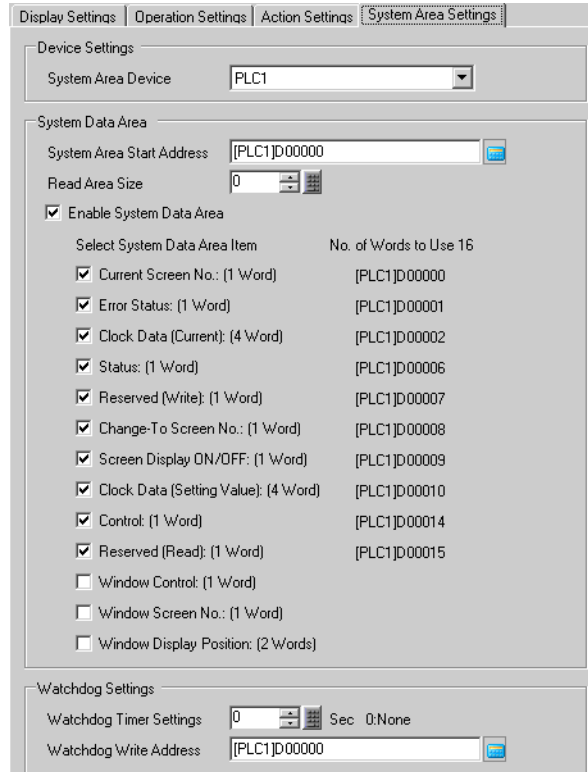 Display Settings Operation Settings Action Settings System Area Settings
Device Settings
System Area Device PLC1
System Data Area
System Area Start Address [PLC1]D00000
Read Area Size 0
Enable System Data Area
Select System Data Area Item No. of Words to Use 16
Current Screen No.: (1 Word) [PLC1]D00000
Error Status: (1 Word) [PLC1]D00001
Clock Data (Current): (4 Word) [PLC1]D00002
Status: (1 Word) [PLC1]D00006
Reserved (Write): (1 Word) [PLC1]D00007
Change-To Screen No.: (1 Word) [PLC1]D00008
Screen Display ON/OFF: (1 Word) [PLC1]D00009
Clock Data (Setting Value): (4 Word) [PLC1]D00010
Control: (1 Word) [PLC1]D00014
Reserved (Read): (1 Word) [PLC1]D00015
Window Control: (1 Word)
Window Screen No.: (1 Word)
Window Display Position: (2 Words)
Watchdog Settings
Watchdog Timer Settings 0 Sec 0:None
Watchdog Write Address [PLC1]D00000